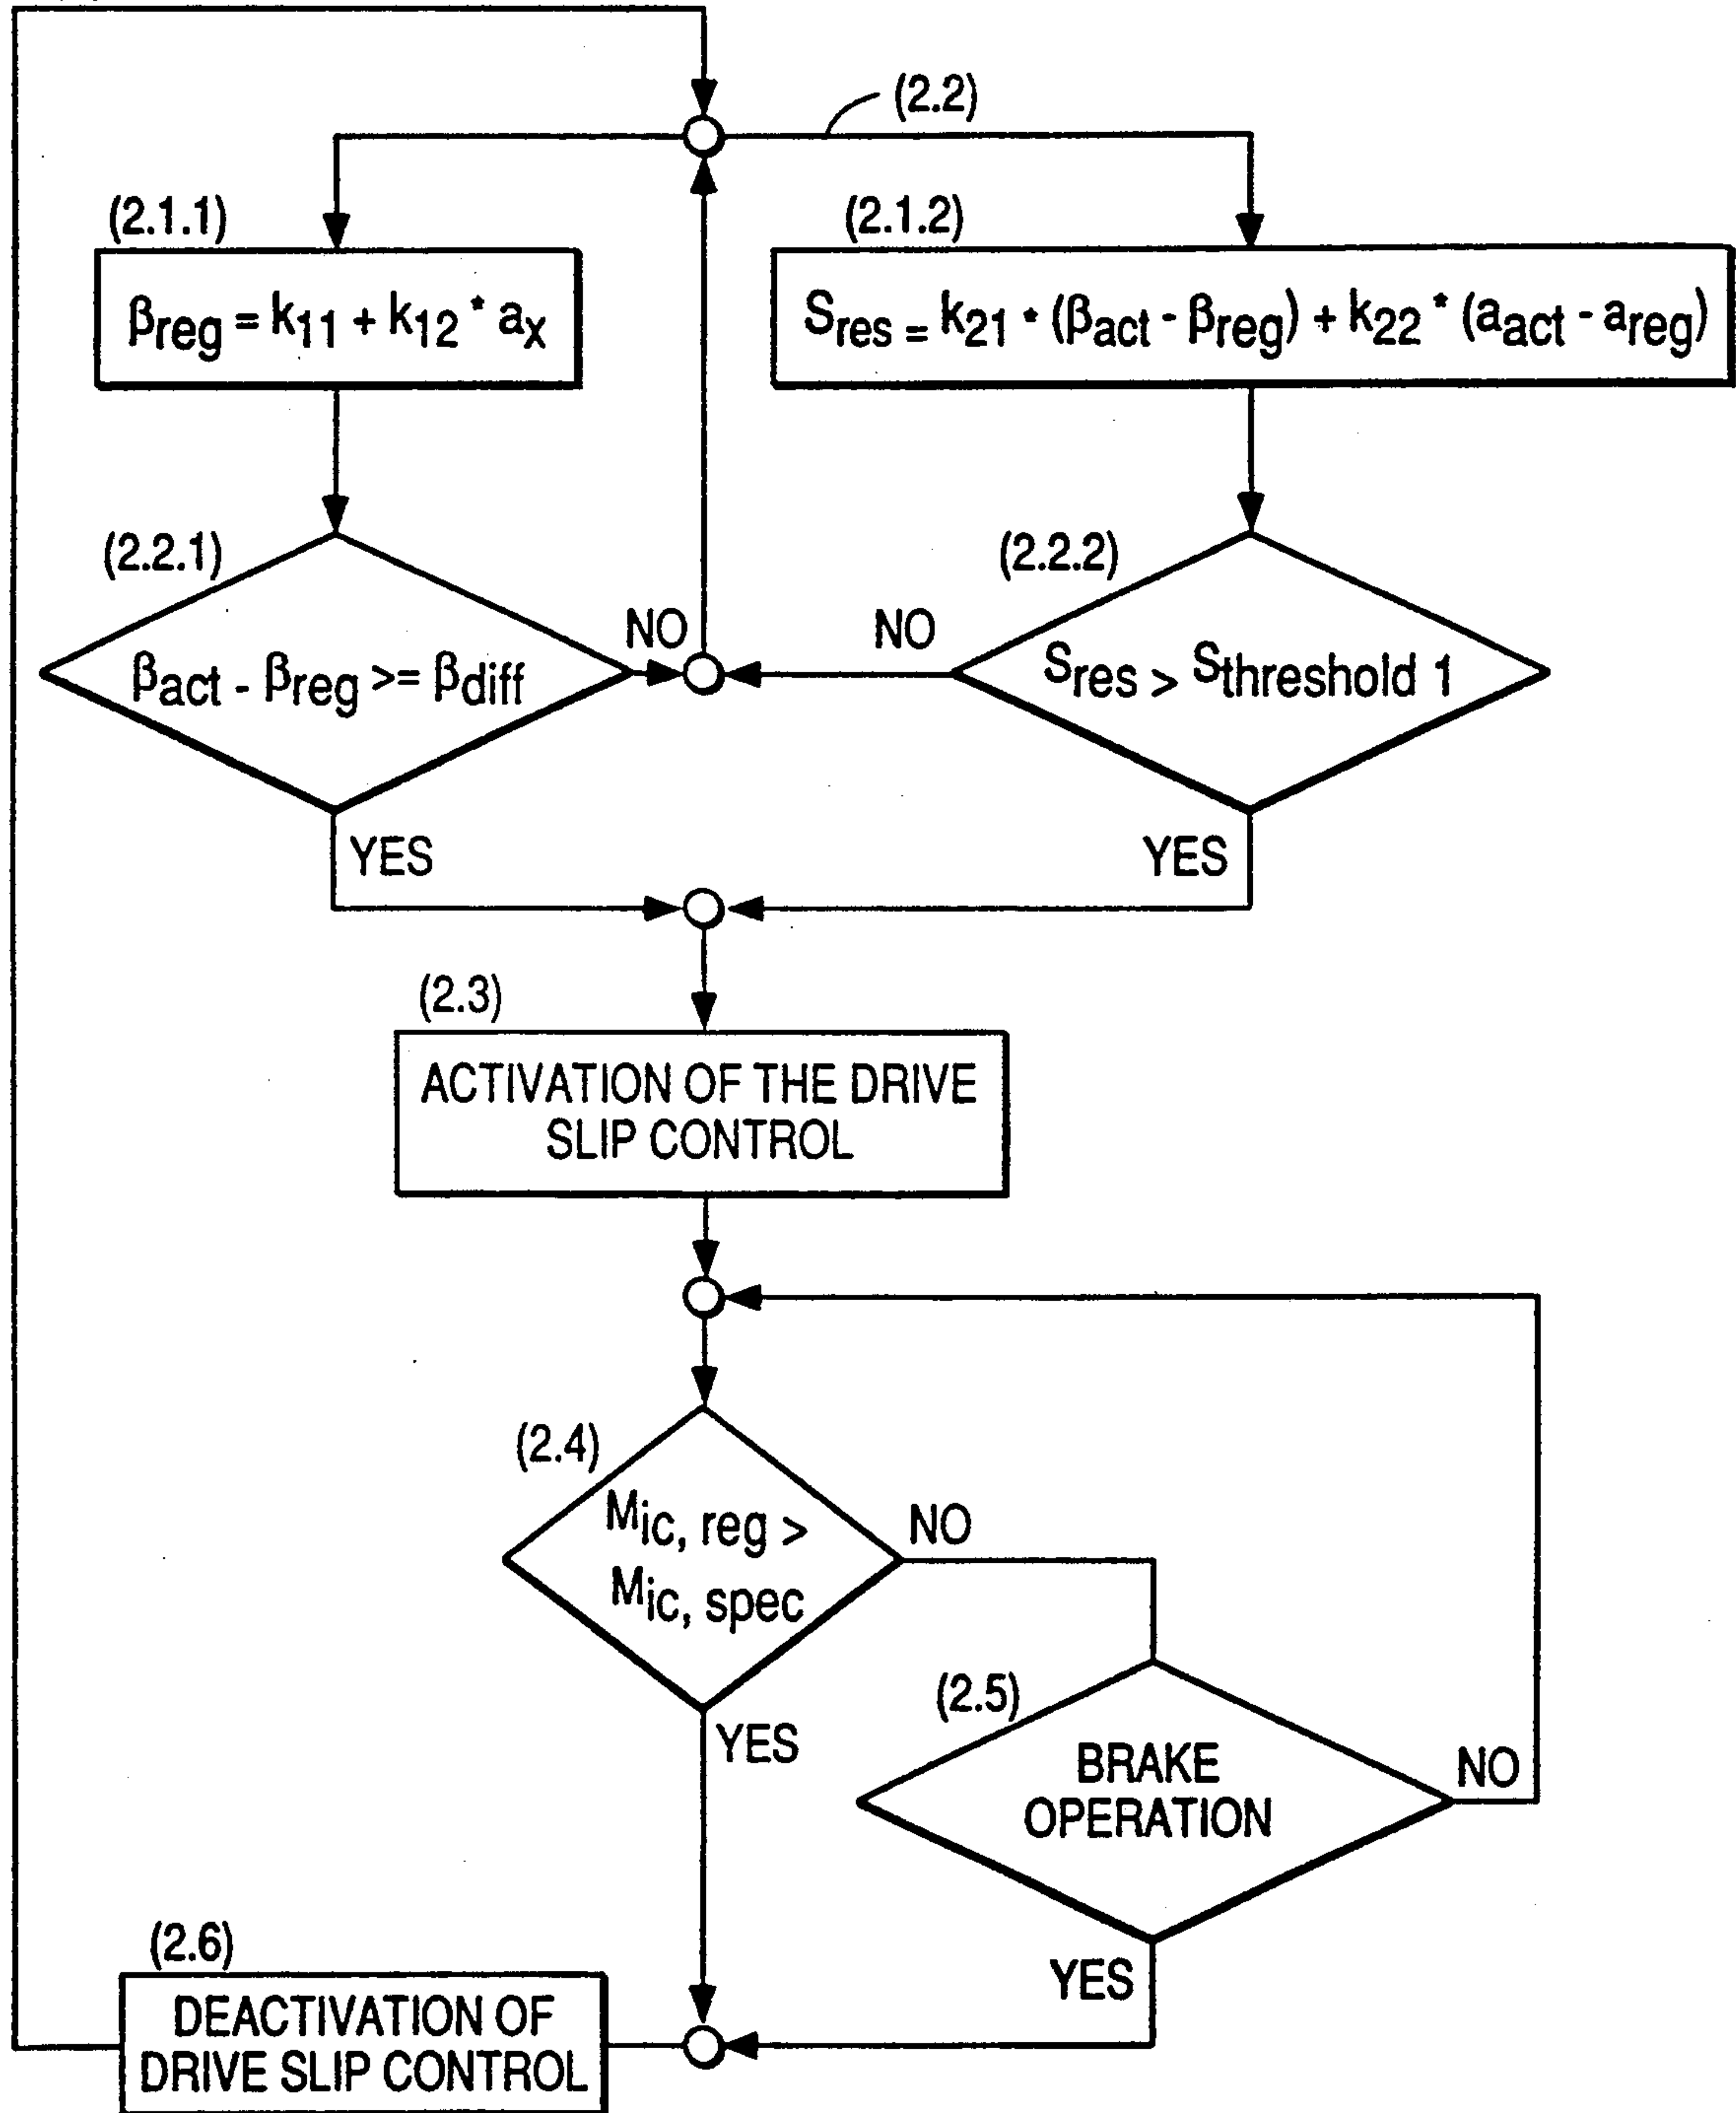 (2.2)
(2.1.1)
(2.1.2)
βreg = k11 + k12 * ax
Sres = k21 * (βact - βreg) + k22 * (aact - areg)
(2.2.1)
(2.2.2)
NO
NO
βact - βreg >= βdiff
Sres > Sthreshold 1
YES
YES
(2.3)
ACTIVATION OF THE DRIVE
SLIP CONTROL
(2.4)
Mic, reg >
Mic, spec
NO
YES
(2.5)
BRAKE
OPERATION
NO
YES
(2.6)
DEACTIVATION OF
DRIVE SLIP CONTROL